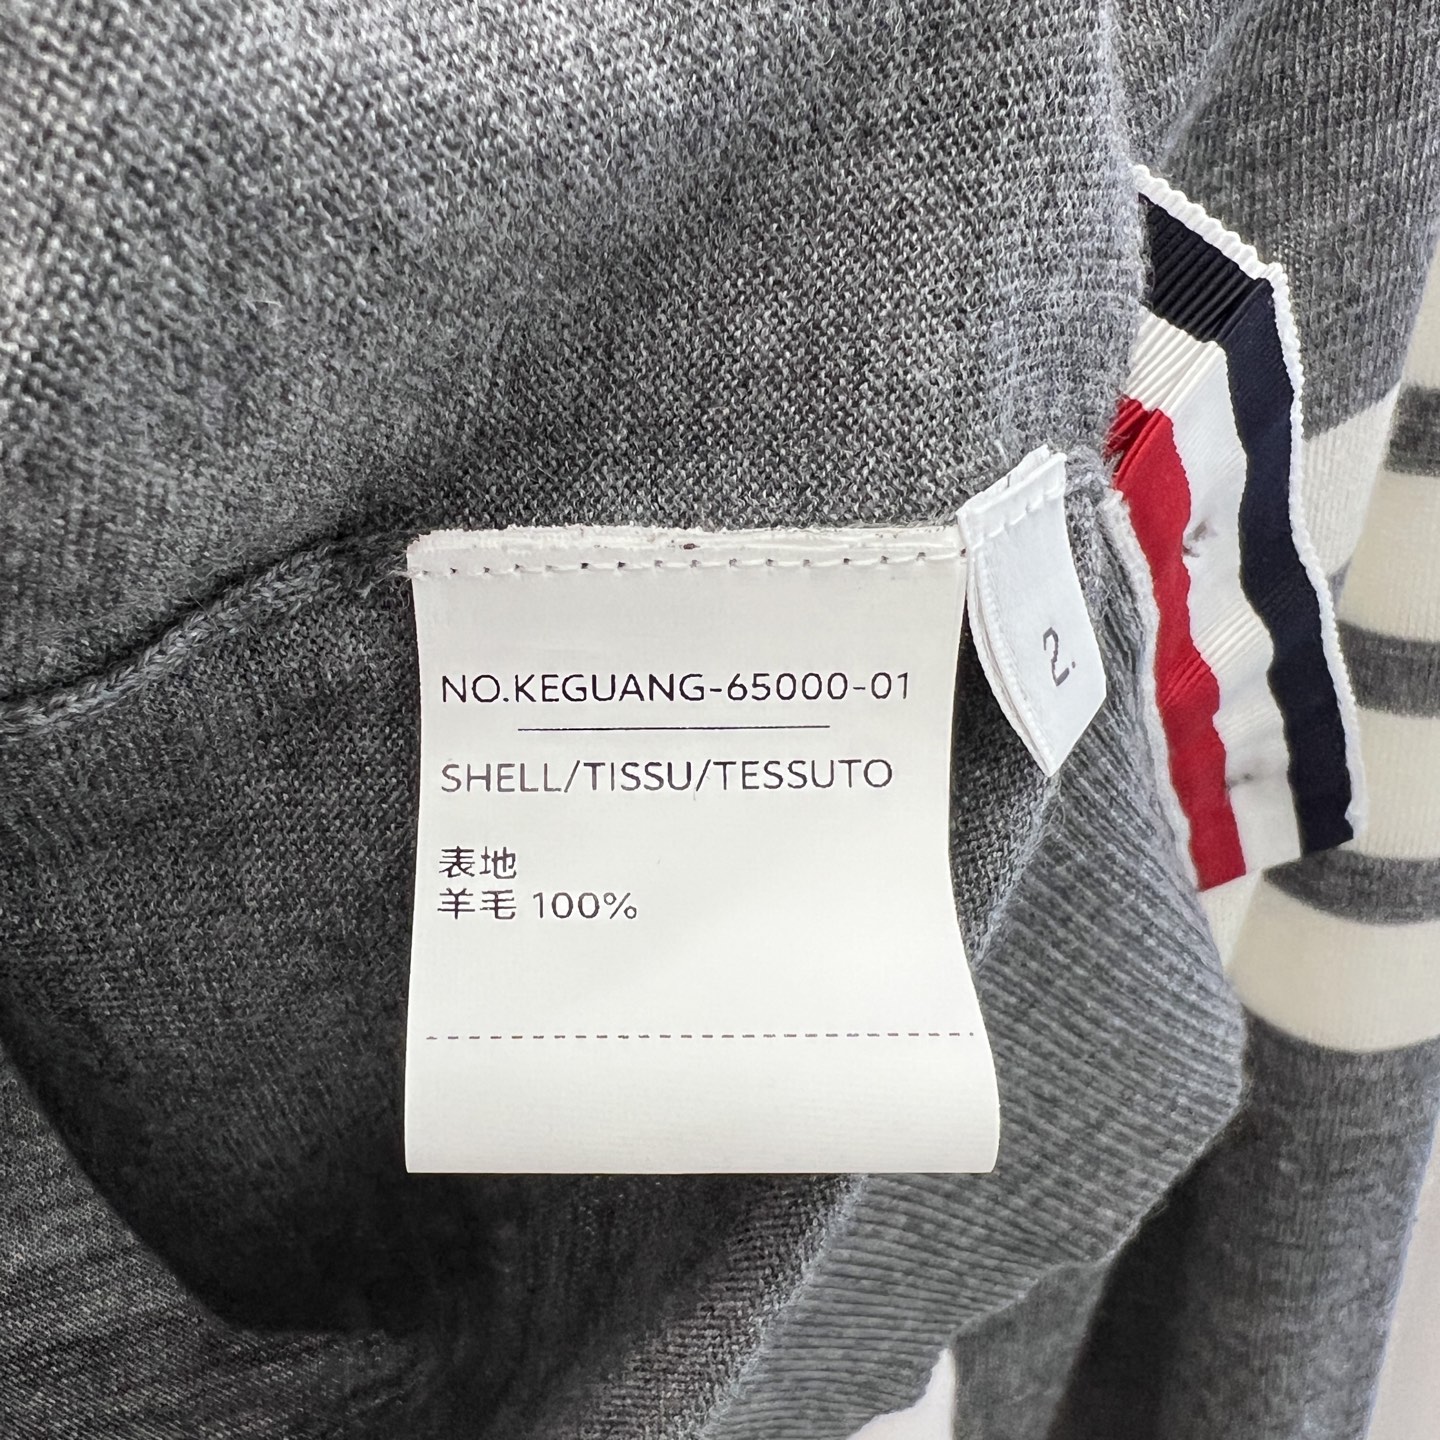 NO.KEGUANG-65000-01
SHELL/TISSU/TESSUTO
表地
羊毛 100%
2.